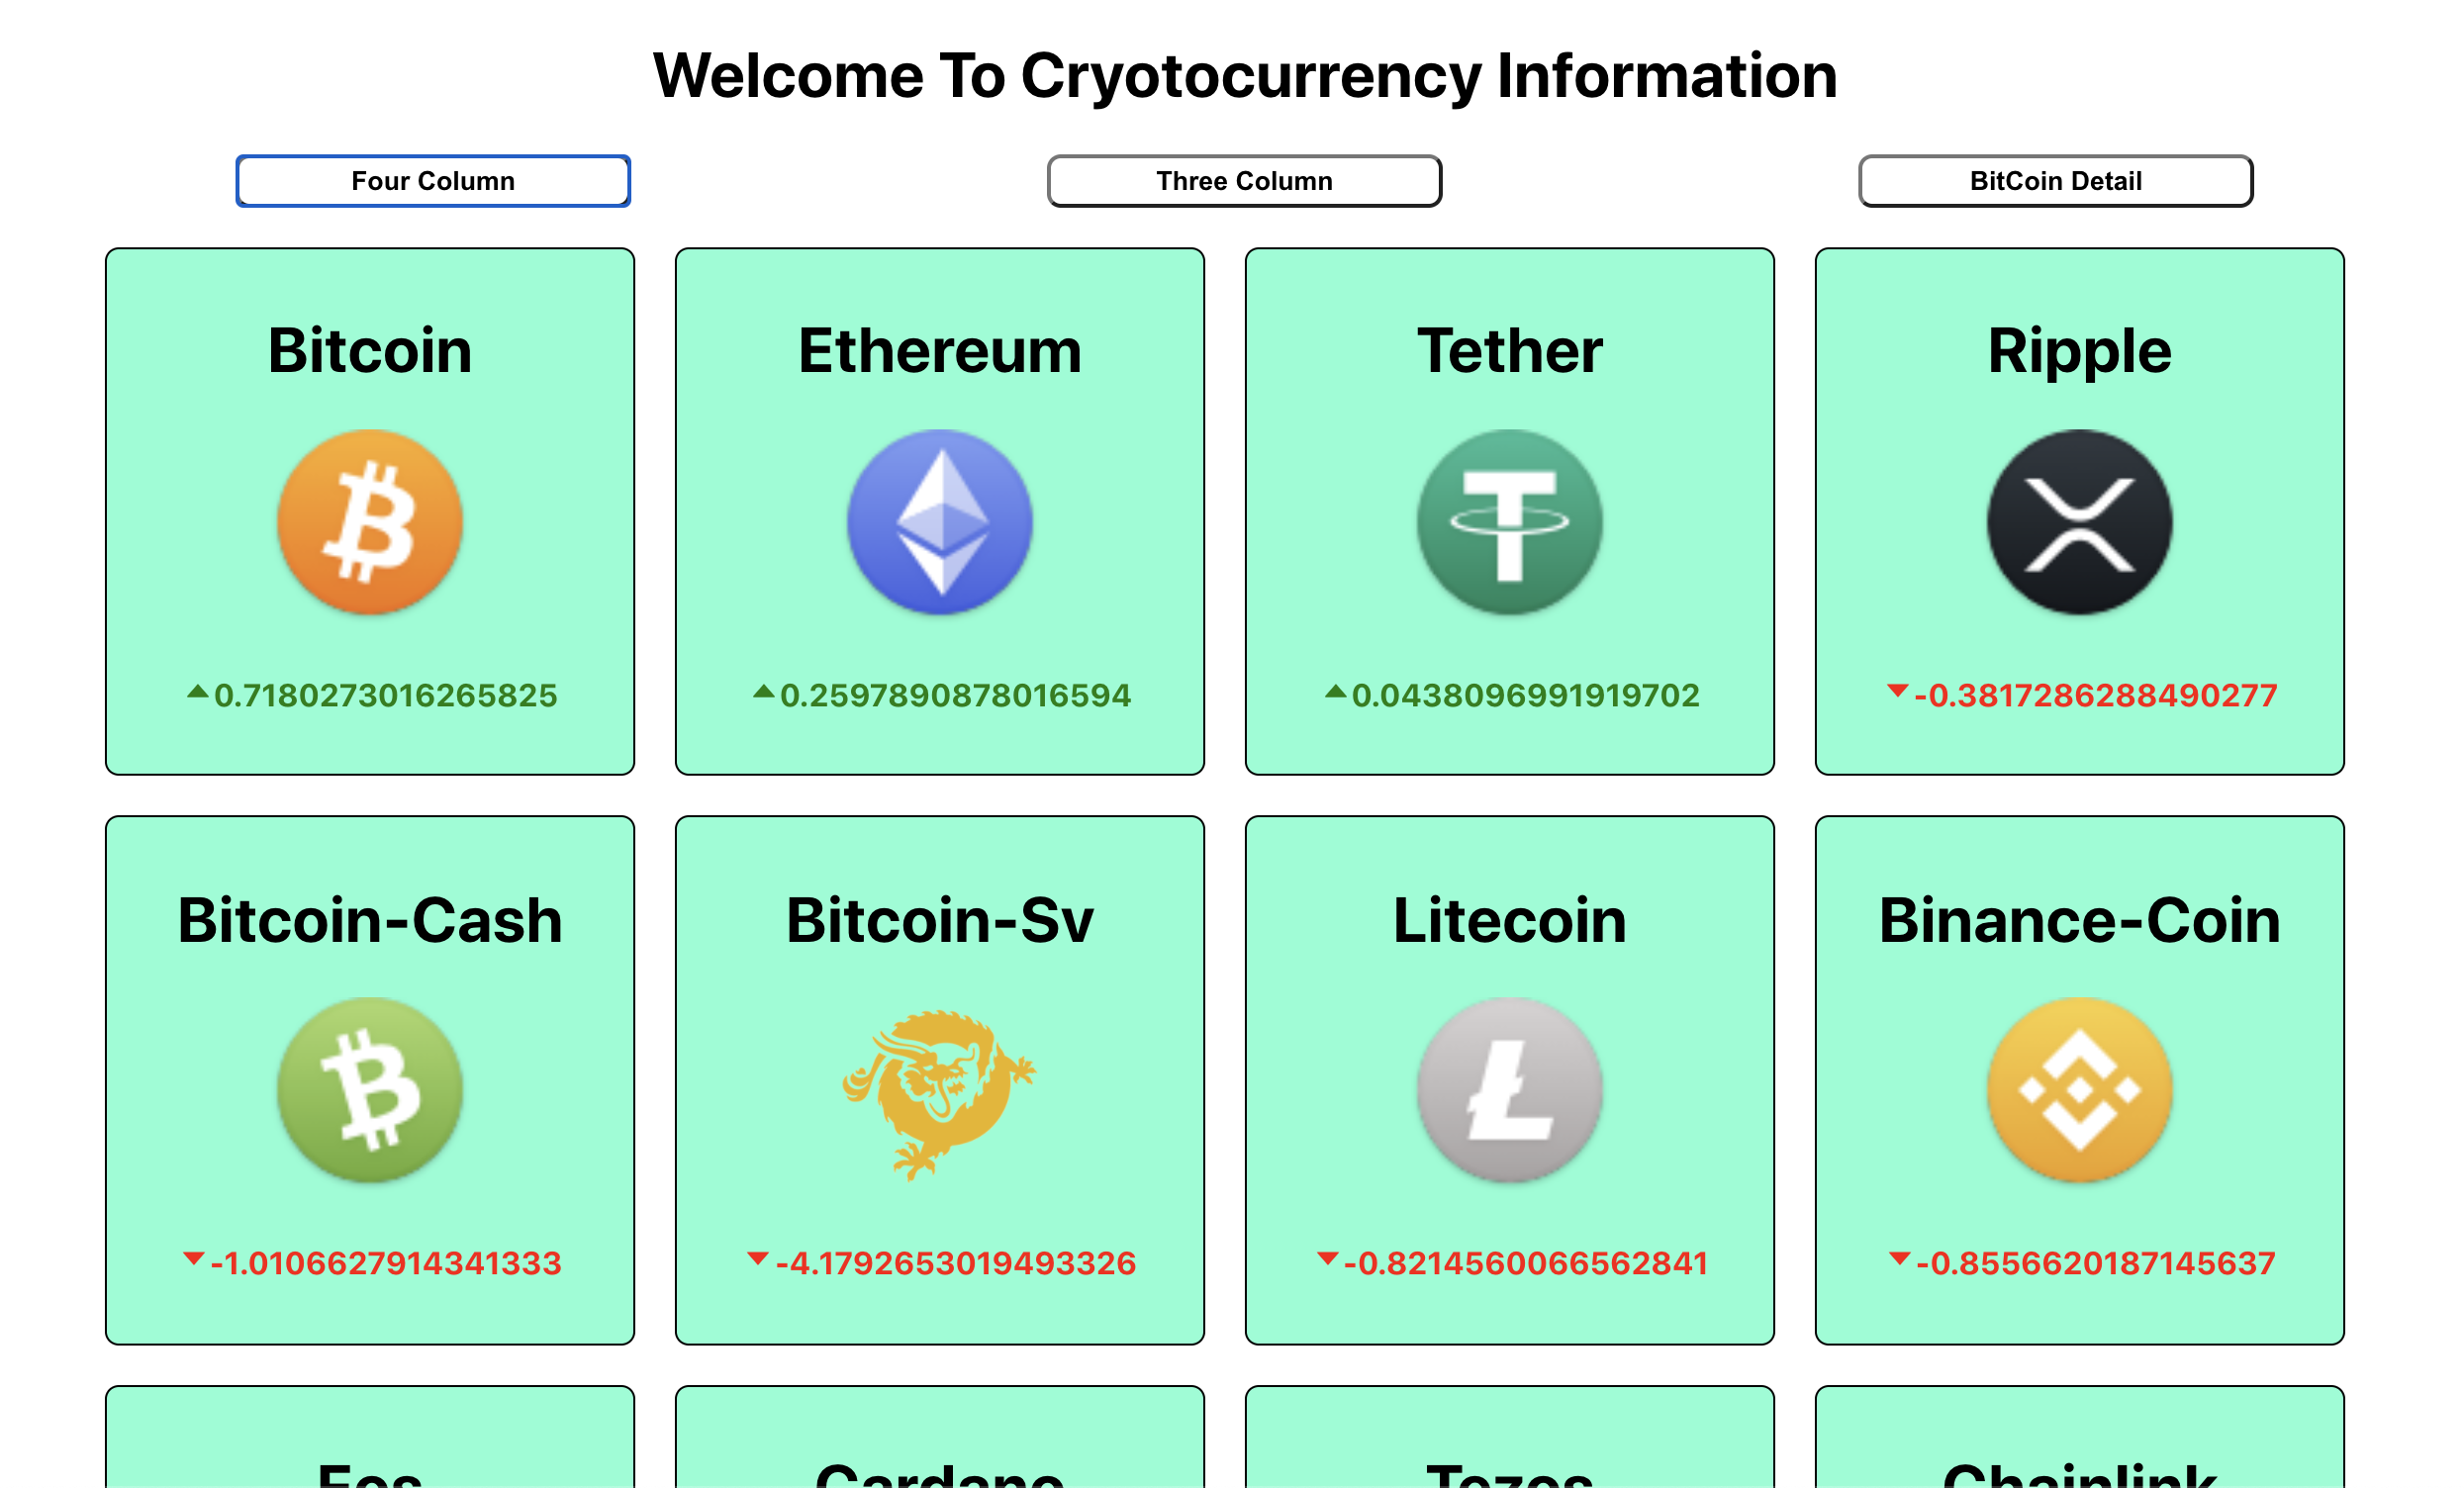 Welcome To Cryotocurrency Information
Four Column Three Column BitCoin Detail
Bitcoin Ethereum Tether Ripple
0.7180273016265825 0.2597890878016594 0.0438096991919702 -0.3817286288490277
Bitcoin-Cash Bitcoin-Sv Litecoin Binance-Coin
-1.0106627914341333 -4.1792653019493326 -0.8214560066562841 -0.8556620187145637
Eos Cardano Tezos Chainlink